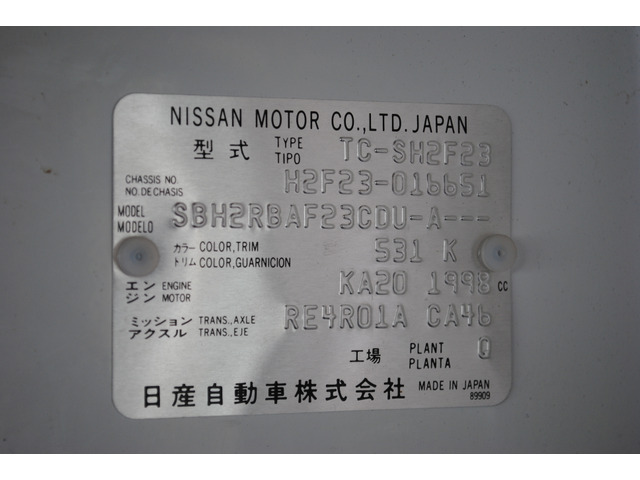 NISSAN MOTOR CO.,LTD. JAPAN
型式 TYPE TIPO TC-SH2F23
CHASSIS NO. NO. DE CHASIS H2F23-016651
MODEL MODELO SBH2RBAF23CDU-A---
カラー COLOR,TRIM 531 K
トリム COLOR,GUARNICION
エンジン ENGINE MOTOR KA20 1998 cc
ミッション TRANS.,AXLE RE4R01A CA46
アクスル TRANS.,EJE
工場 PLANT PLANTA 0
日産自動車株式会社 MADE IN JAPAN
89909